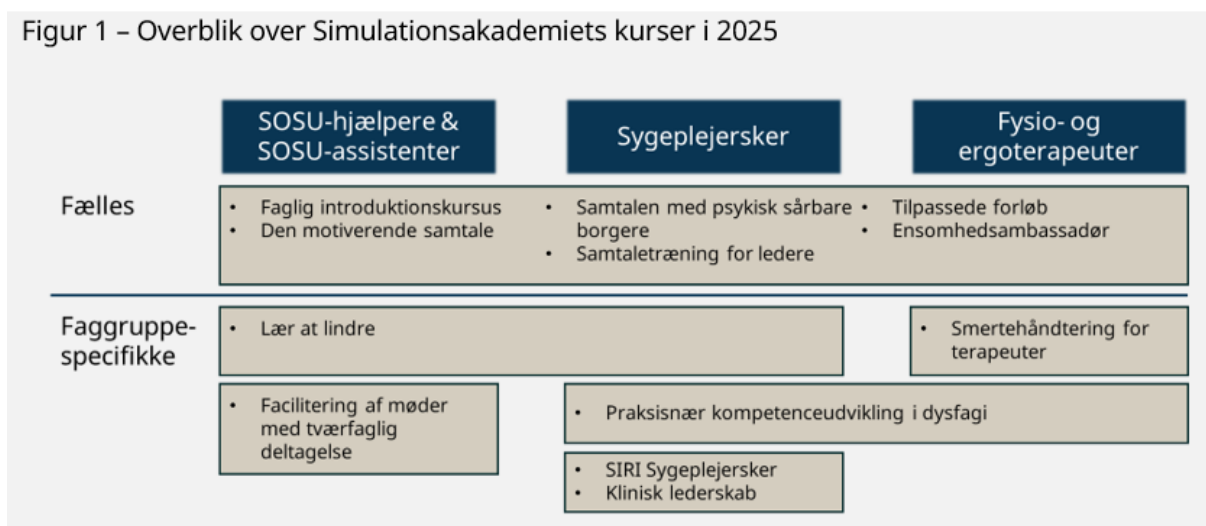 Figur 1 – Overblik over Simulationsakademiets kurser i 2025
SOSU-hjælpere &
SOSU-assistenter
Sygeplejersker
Fysio- og
ergoterapeuter
Fælles
• Faglig introduktionskursus
• Den motiverende samtale
• Samtalen med psykisk sårbare
borgere
• Samtaletræning for ledere
• Tilpassede forløb
• Ensomhedsambassadør
Faggruppe-
specifikke
• Lær at lindre
• Smertehåndtering for
terapeuter
• Facilitering af møder
med tværfaglig
deltagelse
• Praksisnær kompetenceudvikling i dysfagi
• SIRI Sygeplejersker
• Klinisk lederskab